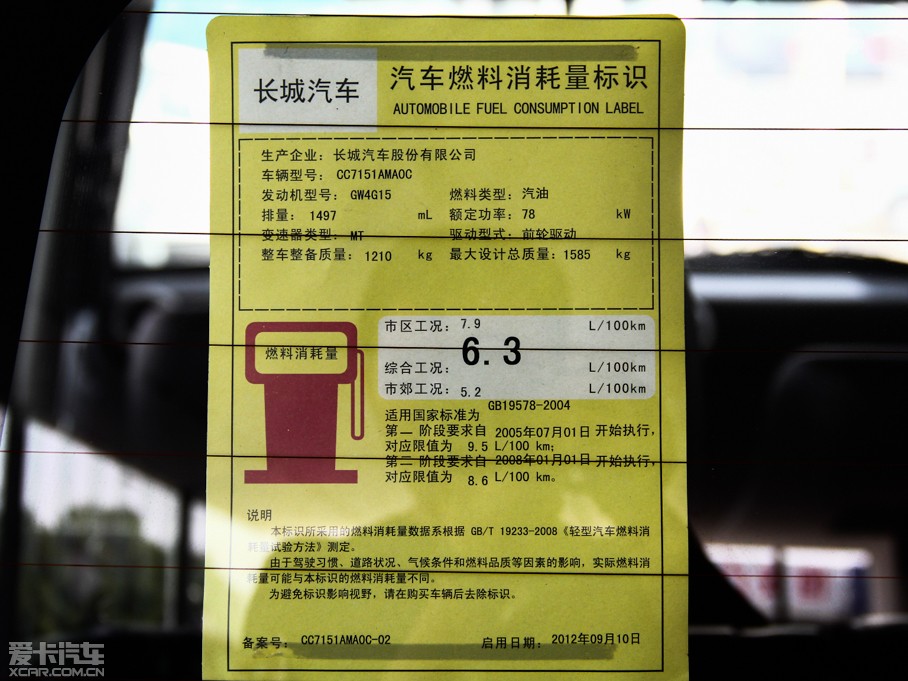 长城汽车
汽车燃料消耗量标识
AUTOMOBILE FUEL CONSUMPTION LABEL
生产企业：长城汽车股份有限公司
车辆型号： CC7151AMA0C
发动机型号： GW4G15 燃料类型：汽油
排量： 1497 mL 额定功率：78 kW
变速器类型： MT 驱动型式：前轮驱动
整车整备质量： 1210 kg 最大设计总质量：1585 kg
燃料消耗量
市区工况： 7.9 L/100km
综合工况： 6.3 L/100km
市郊工况： 5.2 L/100km
适用国家标准为 GB19578-2004
第一 阶段要求自 2005年07月01日 开始执行，
对应限值为 9.5 L/100 km；
第二 阶段要求自 2008年01月01日 开始执行，
对应限值为 8.6 L/100 km。
说明
本标识所采用的燃料消耗量数据系根据 GB/T 19233-2008《轻型汽车燃料消
耗量试验方法》测定。
由于驾驶习惯、道路状况、气候条件和燃料品质等因素的影响，实际燃料消
耗量可能与本标识的燃料消耗量不同。
为避免标识影响视野，请在购买车辆后去除标识。
备案号： CC7151AMA0C-02 启用日期： 2012年09月10日
爱卡汽车
XCAR.COM.CN